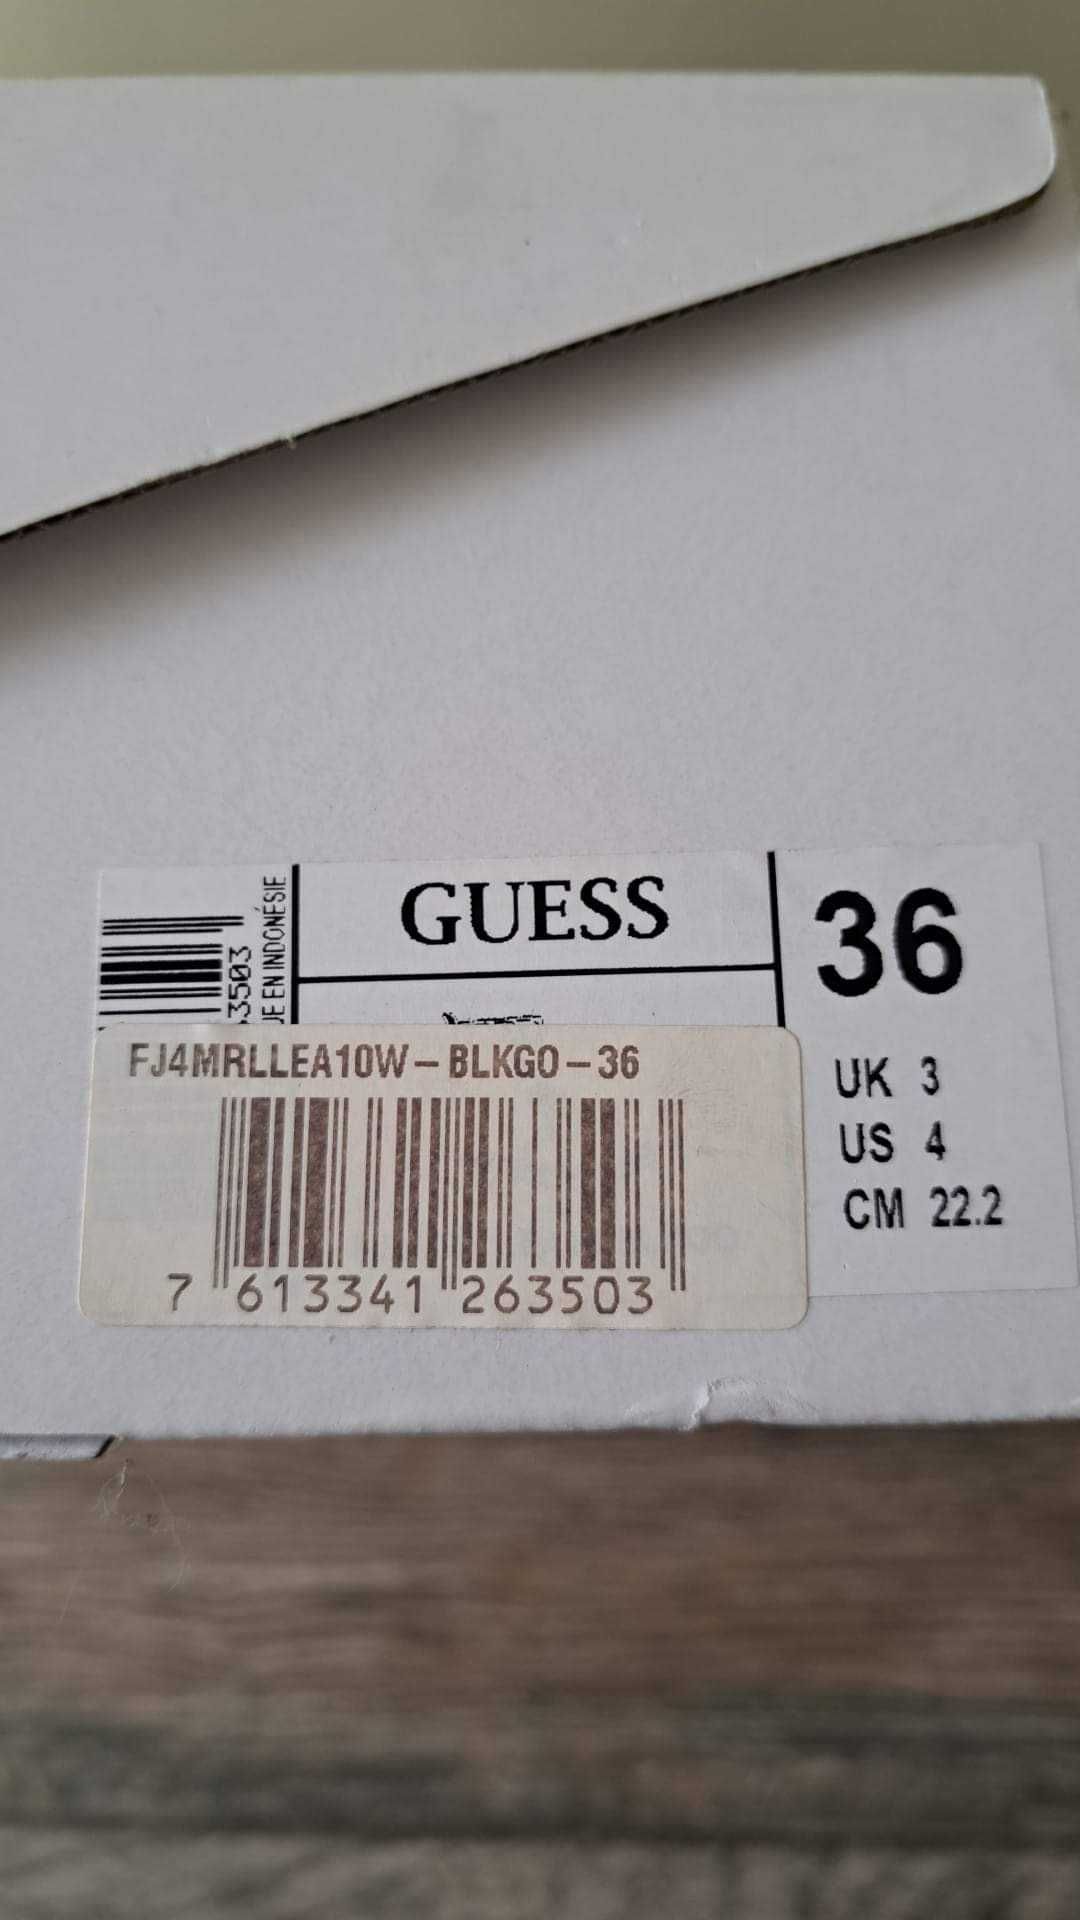 3503
UE EN INDONÉSIE
GUESS
36
FJ4MRLLEA10W-BLKGO-36
7 613341 263503
UK 3
US 4
CM 22.2